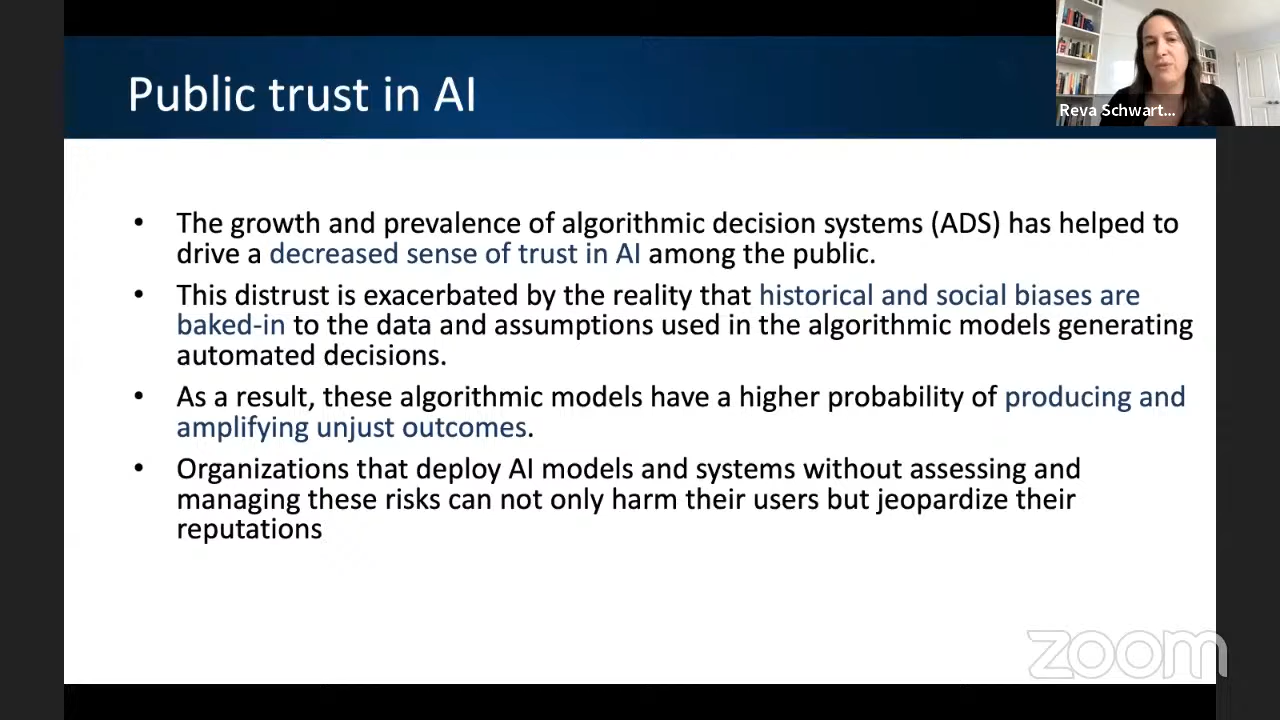 Public trust in AI
Reva Schwart...
• The growth and prevalence of algorithmic decision systems (ADS) has helped to
drive a decreased sense of trust in AI among the public.
• This distrust is exacerbated by the reality that historical and social biases are
baked-in to the data and assumptions used in the algorithmic models generating
automated decisions.
• As a result, these algorithmic models have a higher probability of producing and
amplifying unjust outcomes.
• Organizations that deploy AI models and systems without assessing and
managing these risks can not only harm their users but jeopardize their
reputations
zoom